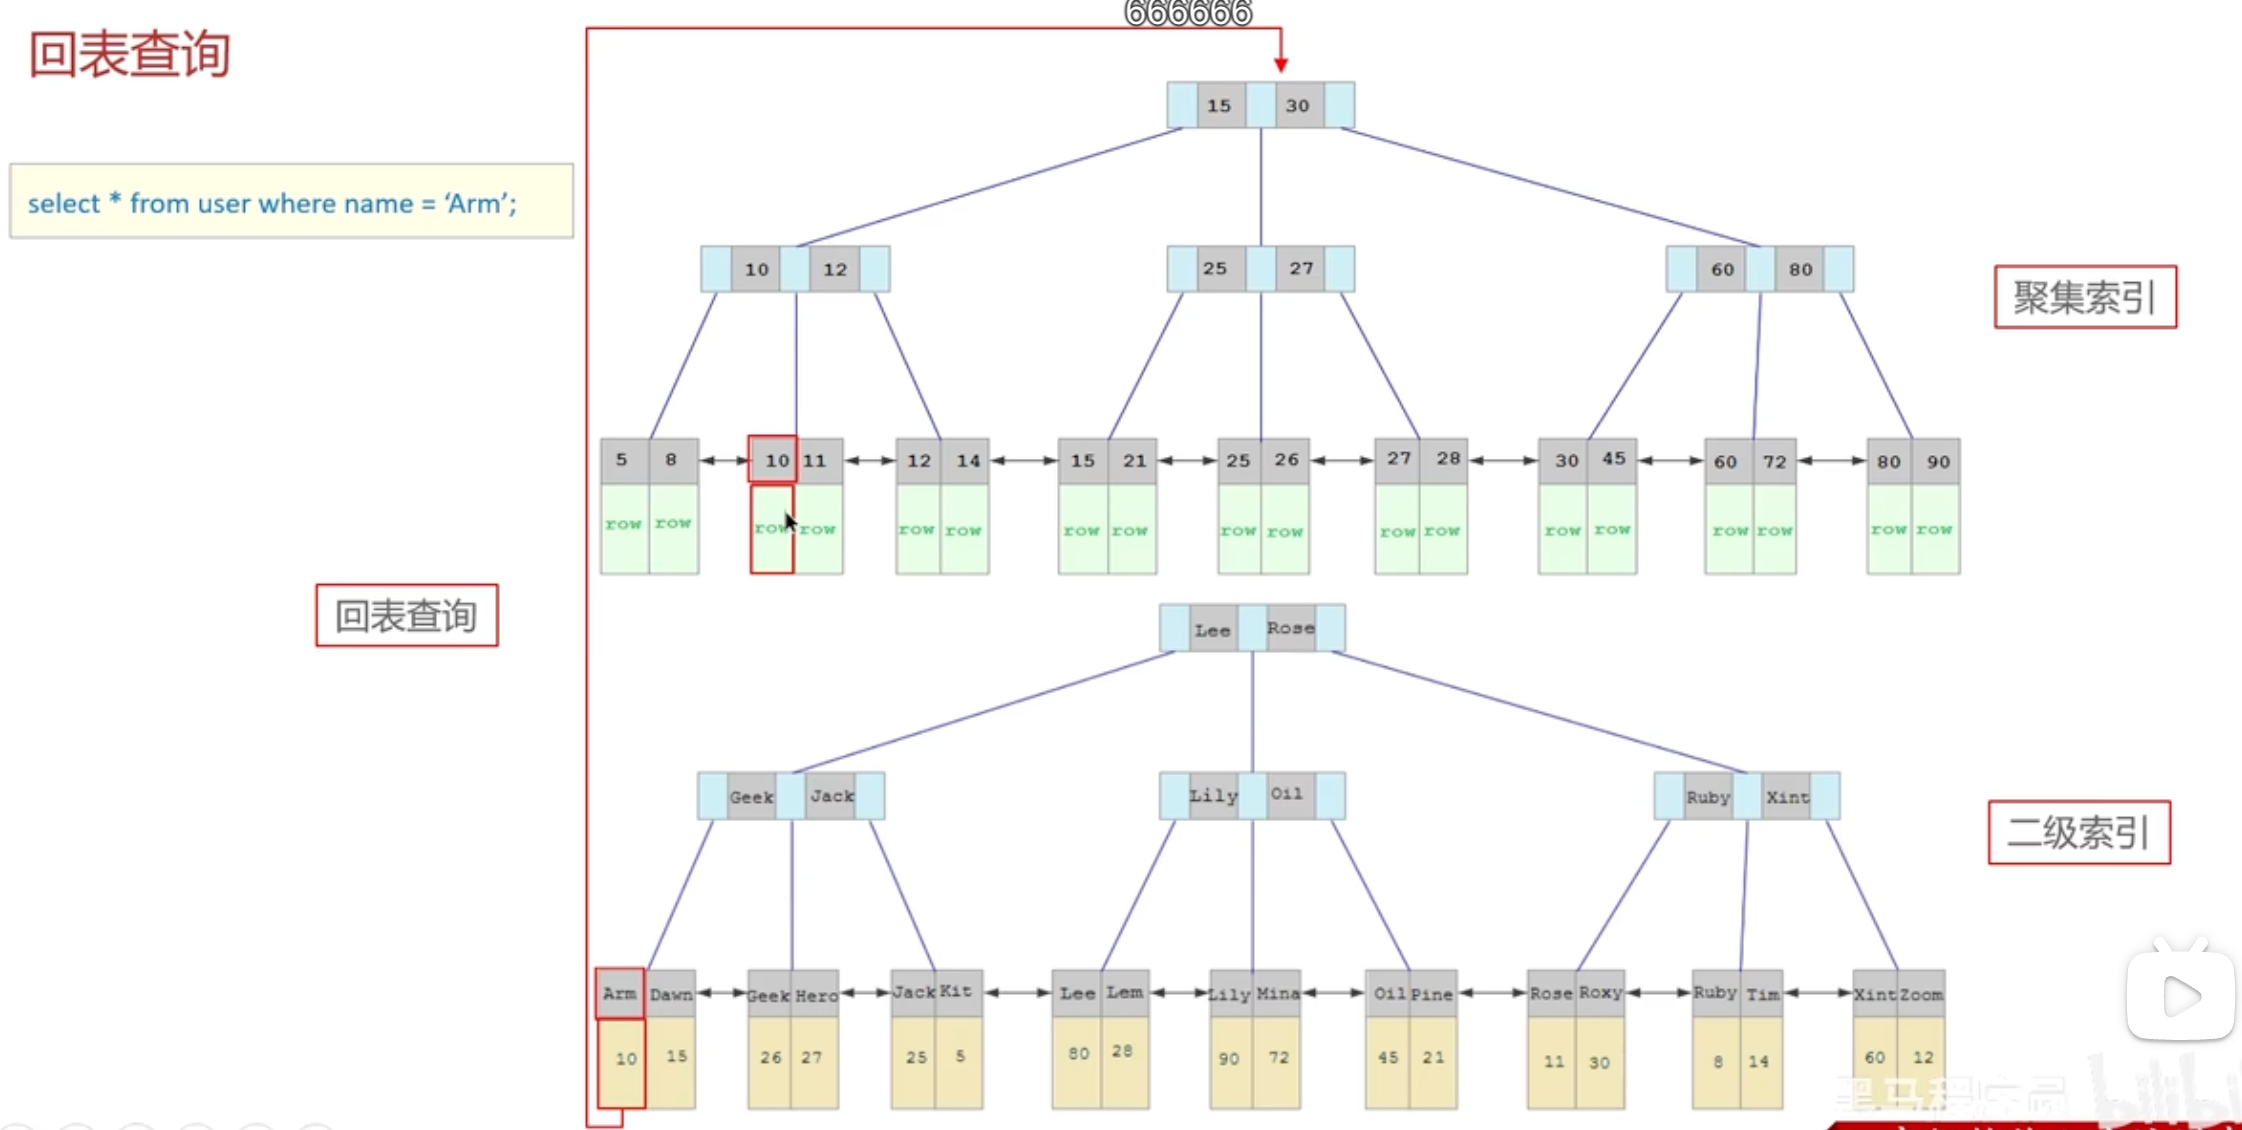 666666
回表查询
select * from user where name = ‘Arm’;
15 30
10 12 25 27 60 80
聚集索引
5 8 10 11 12 14 15 21 25 26 27 28 30 45 60 72 80 90
row row row row row row row row row row row row row row row row row row
回表查询
Lee Rose
Geek Jack Lily Oil Ruby Xint
二级索引
Arm Dawn Geek Hero Jack Kit Lee Lem Lily Mina Oil Pine Rose Roxy Ruby Tim Xint Zoom
10 15 26 27 25 5 80 28 90 72 45 21 11 30 8 14 60 12
黑马程序员
bilibili